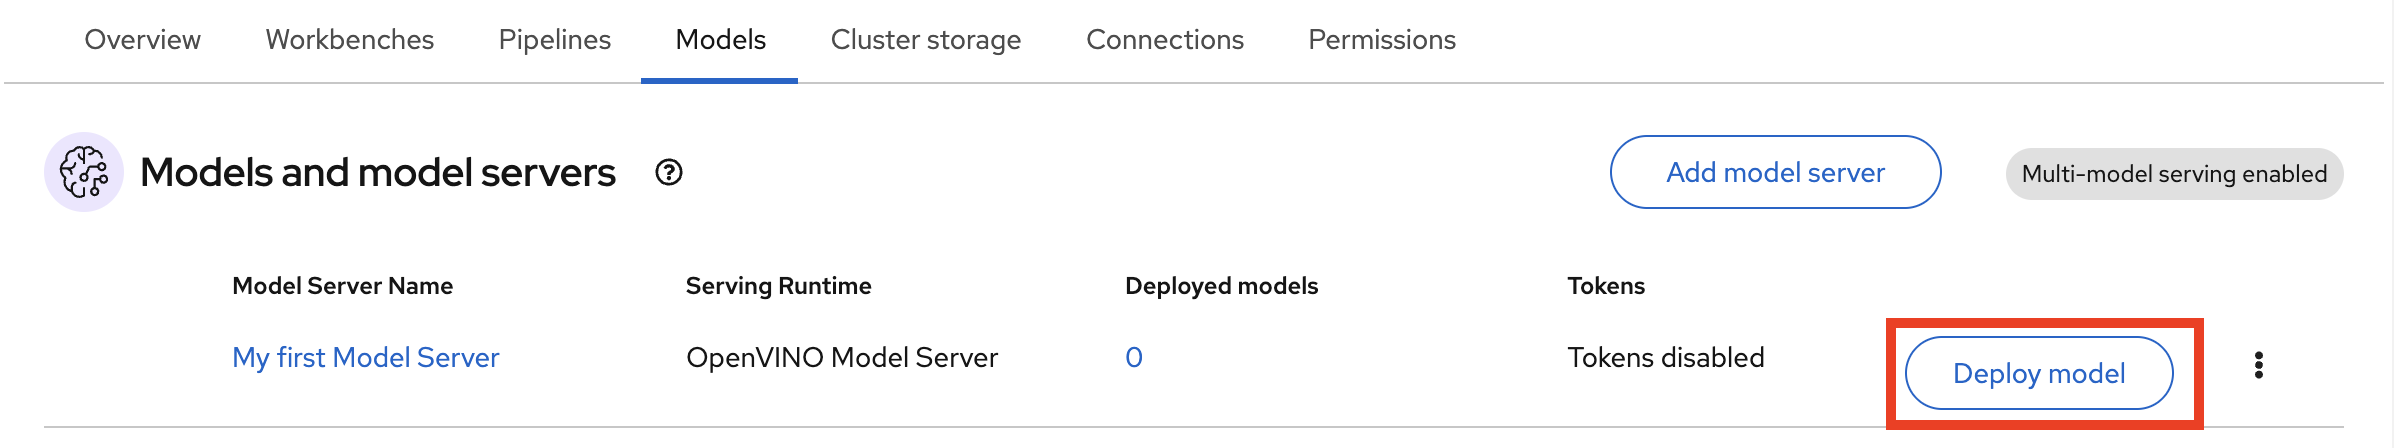 Overview Workbenches Pipelines Models Cluster storage Connections Permissions
Models and model servers ? Add model server Multi-model serving enabled
Model Server Name Serving Runtime Deployed models Tokens
My first Model Server OpenVINO Model Server 0 Tokens disabled Deploy model